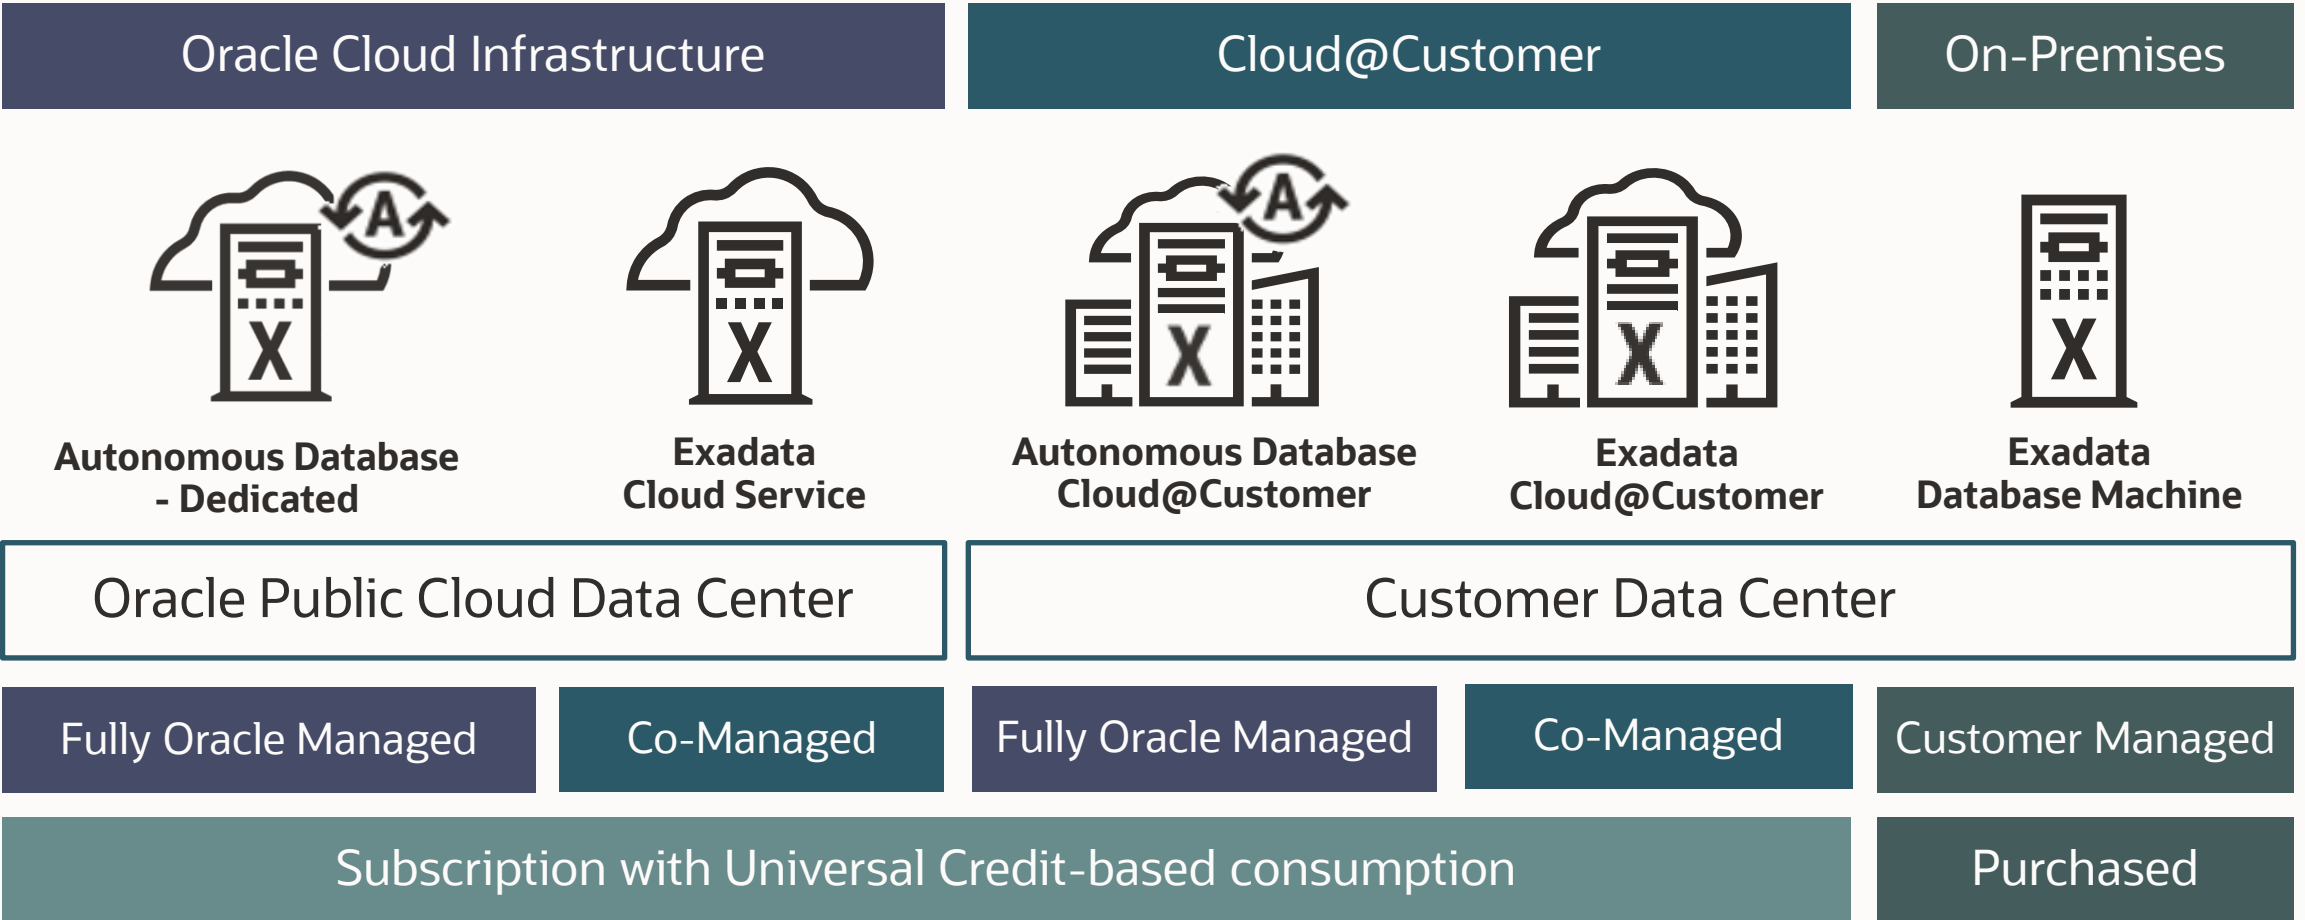 Oracle Cloud Infrastructure
Cloud@Customer
On-Premises
A
X
X
A
X
X
X
Autonomous Database
- Dedicated
Exadata
Cloud Service
Autonomous Database
Cloud@Customer
Exadata
Cloud@Customer
Exadata
Database Machine
Oracle Public Cloud Data Center
Customer Data Center
Fully Oracle Managed
Co-Managed
Fully Oracle Managed
Co-Managed
Customer Managed
Subscription with Universal Credit-based consumption
Purchased